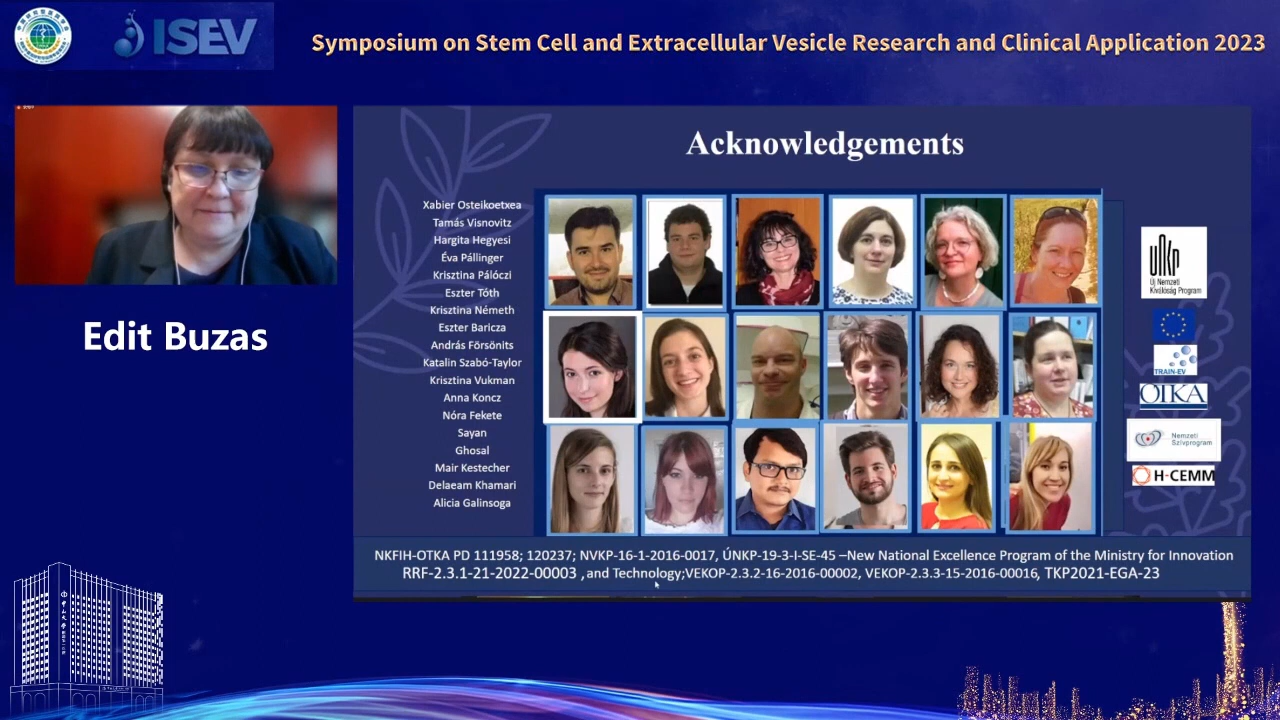 ISEV
Symposium on Stem Cell and Extracellular Vesicle Research and Clinical Application 2023
Edit Buzas
Acknowledgements
Xabier Osteikoetxea
Tamás Visnovitz
Hargita Hegyesi
Éva Pállinger
Krisztina Pálóczi
Eszter Tóth
Krisztina Németh
Eszter Baricza
András Försönits
Katalin Szabó-Taylor
Krisztina Vukman
Anna Koncz
Nóra Fekete
Sayan
Ghosal
Mair Kestecher
Delaeam Khamari
Alicia Galinsoga
ÚNKP
Új Nemzeti
Kiválóság Program
TRAIN-EV
OTKA
Nemzeti
Szívprogram
H-CEMM
NKFIH-OTKA PD 111958; 120237; NVKP-16-1-2016-0017, ÚNKP-19-3-I-SE-45 –New National Excellence Program of the Ministry for Innovation
RRF-2.3.1-21-2022-00003 , and Technology;VEKOP-2.3.2-16-2016-00002, VEKOP-2.3.3-15-2016-00016, TKP2021-EGA-23